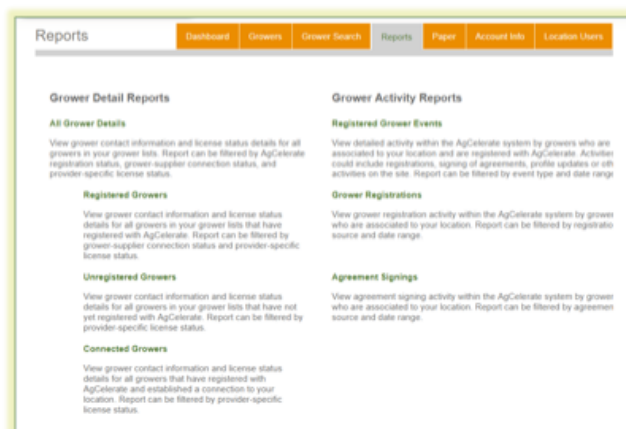 Reports
Dashboard
Growers
Grower Search
Reports
Paper
Account Info
Location Users
Grower Detail Reports
All Grower Details
View grower contact information and license status details for all
growers in your grower lists. Report can be filtered by AgCelerate
registration status, grower-supplier connection status, and
provider-specific license status.
Registered Growers
View grower contact information and license status
details for all growers in your grower lists that have
registered with AgCelerate. Report can be filtered by
grower-supplier connection status and provider-specific
license status.
Unregistered Growers
View grower contact information and license status
details for all growers in your grower lists that have not
yet registered with AgCelerate. Report can be filtered by
provider-specific license status.
Connected Growers
View grower contact information and license status
details for all growers that have registered with
AgCelerate and established a connection to your
location. Report can be filtered by provider-specific
license status.
Grower Activity Reports
Registered Grower Events
View detailed activity within the AgCelerate system by growers who are
associated to your location and are registered with AgCelerate. Activities
could include registrations, signing of agreements, profile updates or oth
activities on the site. Report can be filtered by event type and date range
Grower Registrations
View grower registration activity within the AgCelerate system by grower
who are associated to your location. Report can be filtered by registratio
source and date range.
Agreement Signings
View agreement signing activity within the AgCelerate system by grower
who are associated to your location. Report can be filtered by agreemen
source and date range.